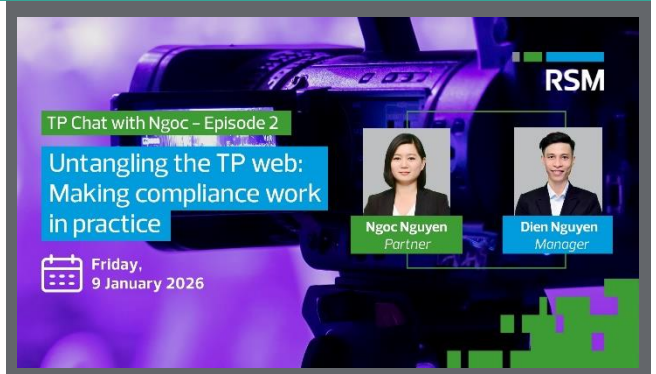 RSM
TP Chat with Ngoc – Episode 2
Untangling the TP web:
Making compliance work
in practice
Friday,
9 January 2026
Ngoc Nguyen
Partner
Dien Nguyen
Manager